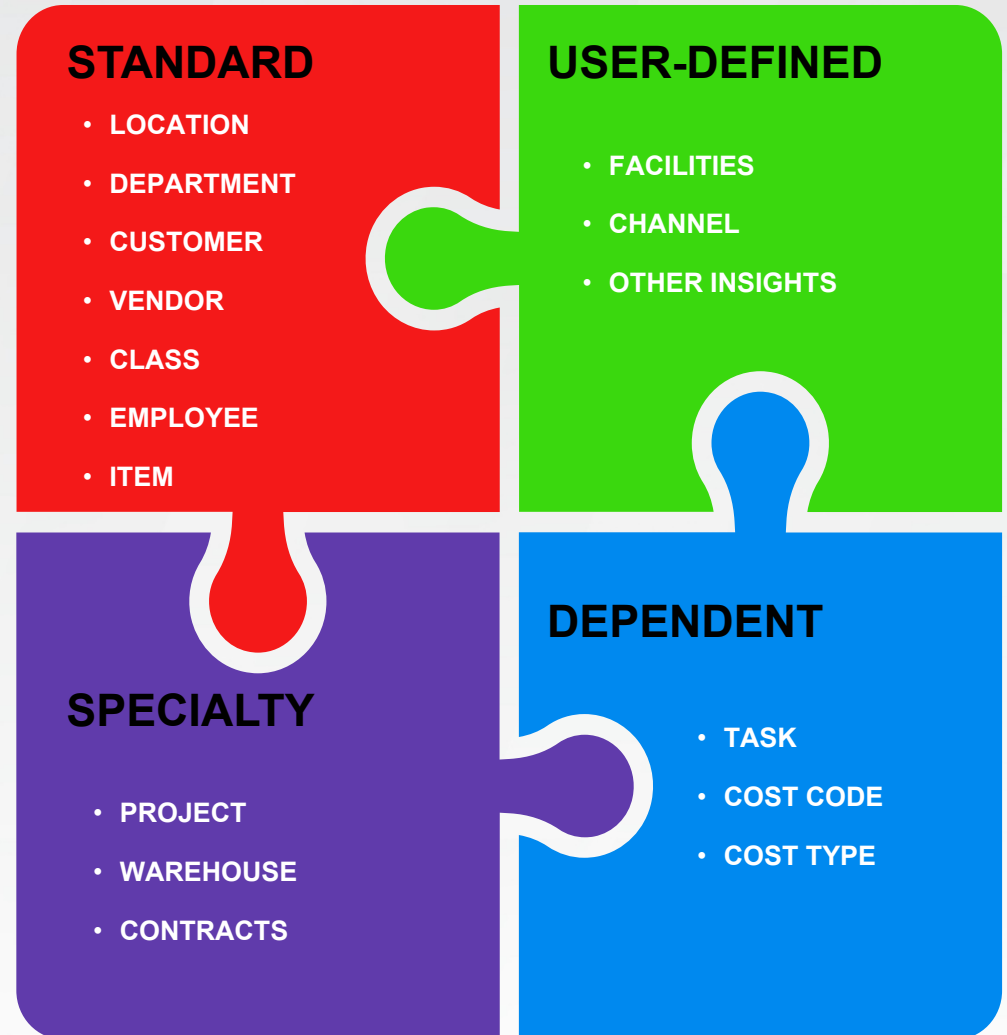 STANDARD
• LOCATION
• DEPARTMENT
• CUSTOMER
• VENDOR
• CLASS
• EMPLOYEE
• ITEM
USER-DEFINED
• FACILITIES
• CHANNEL
• OTHER INSIGHTS
SPECIALTY
• PROJECT
• WAREHOUSE
• CONTRACTS
DEPENDENT
• TASK
• COST CODE
• COST TYPE